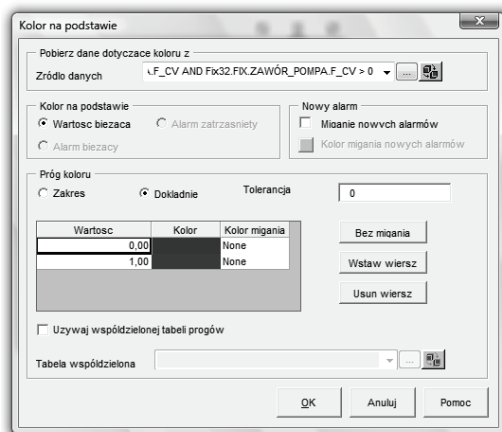 Kolor na podstawie
Pobierz dane dotyczace koloru z
Zródlo danych
.F_CV AND Fix32.FIX.ZAWÓR_POMPA.F_CV > 0
...
Kolor na podstawie
Wartosc biezaca
Alarm zatrzasniety
Alarm biezacy
Nowy alarm
Miganie nowych alarmów
Kolor migania nowych alarmów
Próg koloru
Zakres
Dokladnie
Tolerancja
0
Wartosc Kolor Kolor migania
0,00 None
1,00 None
Bez migania
Wstaw wiersz
Usun wiersz
Uzywaj wspóldzielonej tabeli progów
Tabela wspóldzielona
...
OK Anuluj Pomoc